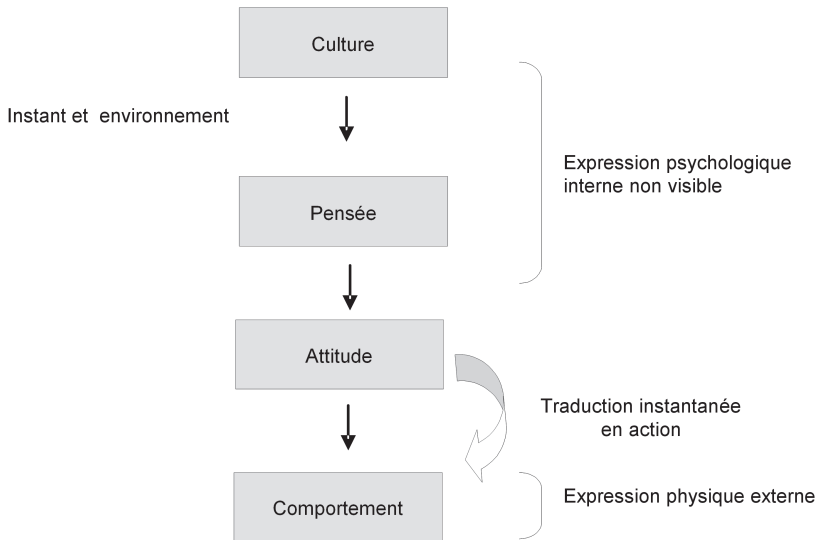 Culture
Instant et environnement
Expression psychologique
interne non visible
Pensée
Attitude
Traduction instantanée
en action
Expression physique externe
Comportement